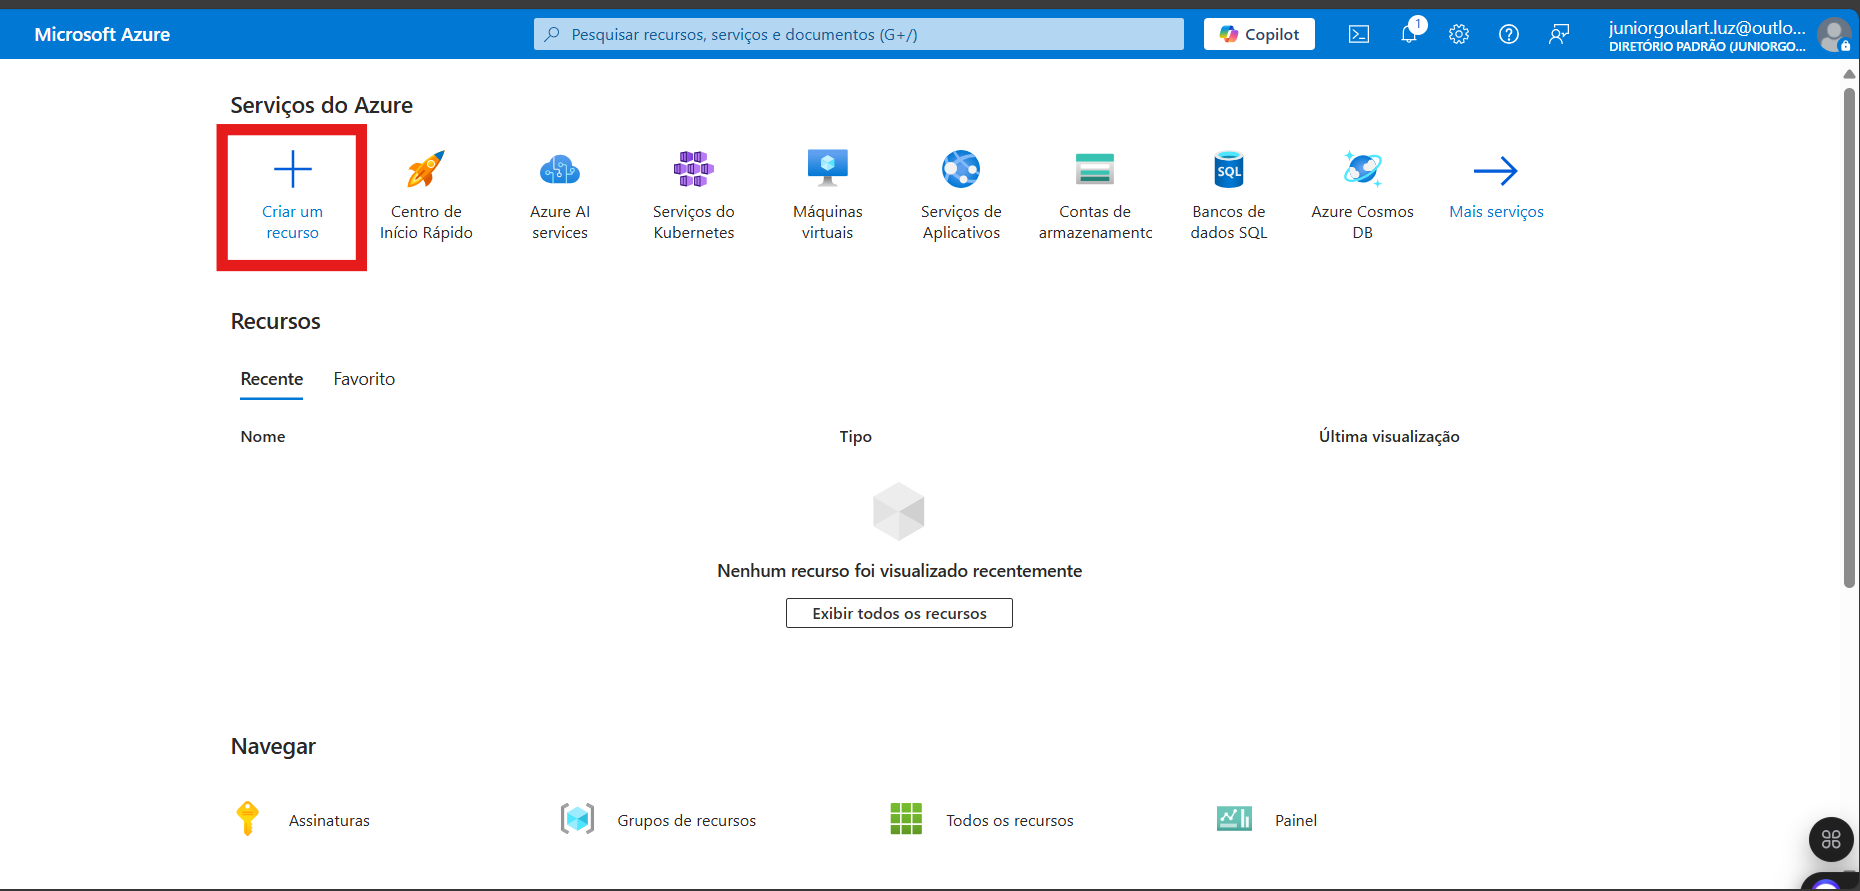 Microsoft Azure
Pesquisar recursos, serviços e documentos (G+/)
Copilot
1
juniorgoulart.luz@outlo...
DIRETÓRIO PADRÃO (JUNIORGO...
Serviços do Azure
Criar um
recurso
Centro de
Início Rápido
Azure AI
services
Serviços do
Kubernetes
Máquinas
virtuais
Serviços de
Aplicativos
Contas de
armazenamento
SQL
Bancos de
dados SQL
Azure Cosmos
DB
Mais serviços
Recursos
Recente
Favorito
Nome
Tipo
Última visualização
Nenhum recurso foi visualizado recentemente
Exibir todos os recursos
Navegar
Assinaturas
Grupos de recursos
Todos os recursos
Painel